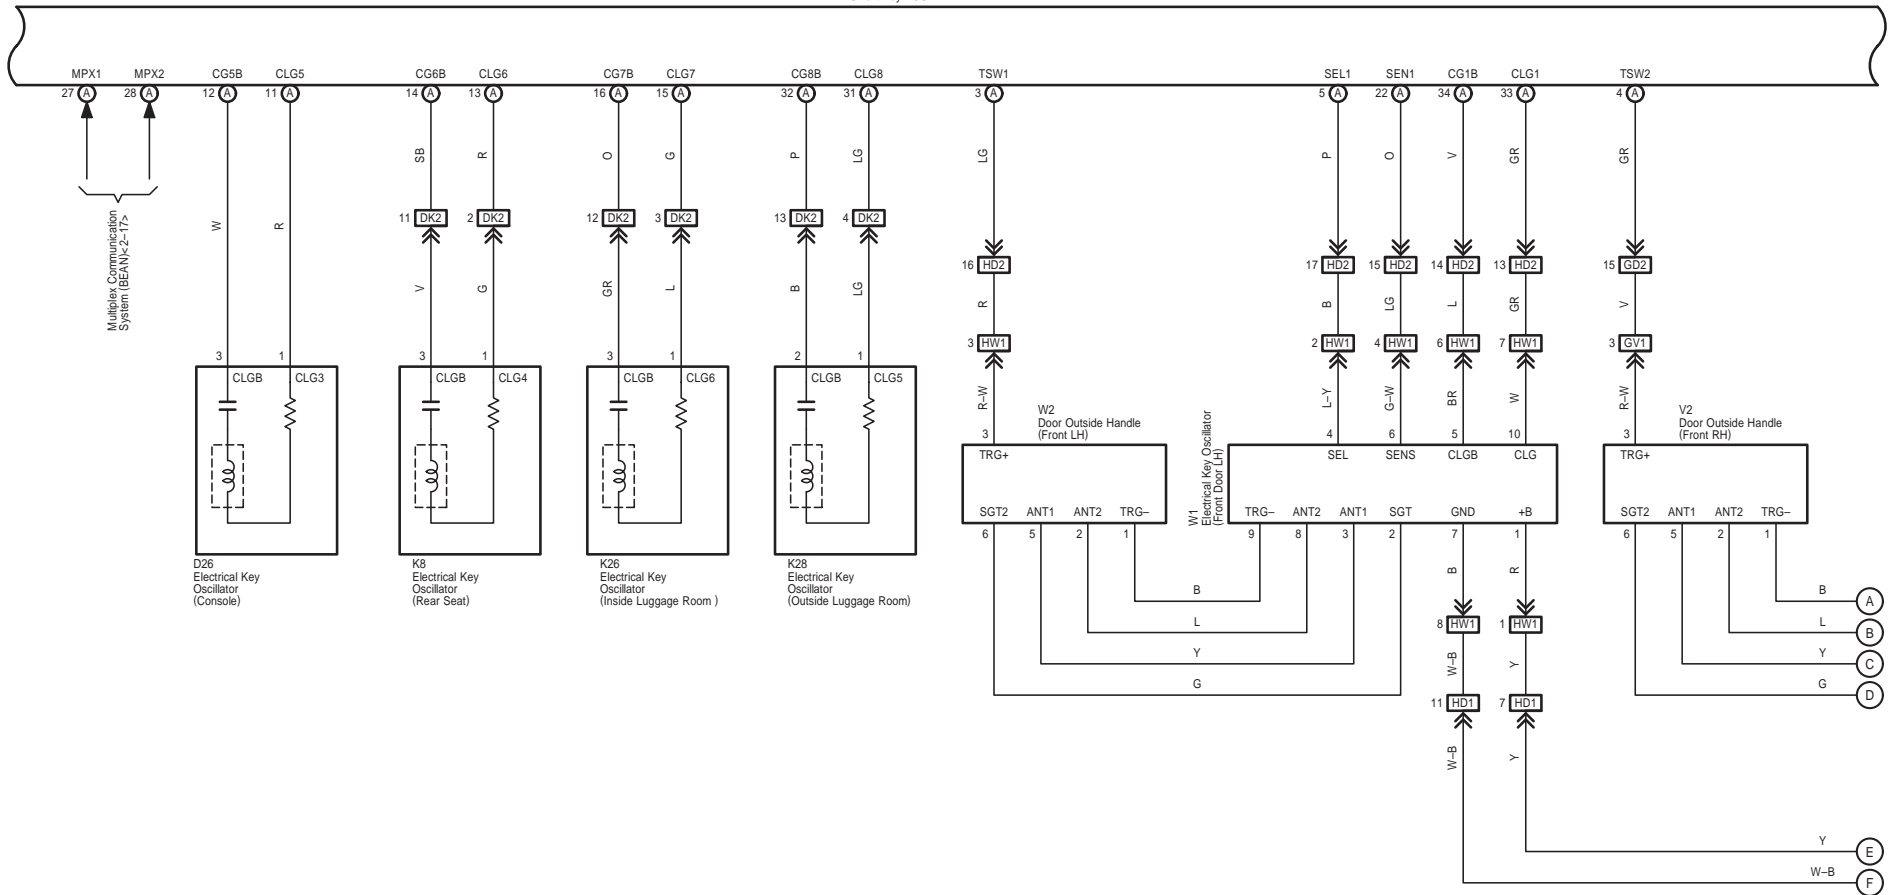 MPX1 MPX2 CG5B CLG5 CG6B CLG6 CG7B CLG7 CG8B CLG8 TSW1 SEL1 SEN1 CG1B CLG1 TSW2
27 A 28 A 12 A 11 A 14 A 13 A 16 A 15 A 32 A 31 A 3 A 5 A 22 A 34 A 33 A 4 A
SB R O G P LG LG P O V GR GR
W R
11 DK2 2 DK2 12 DK2 3 DK2 13 DK2 4 DK2
Multiplex Communication
System (BEAN)<2–17>
16 HD2 17 HD2 15 HD2 14 HD2 13 HD2 15 GD2
V G GR L B LG R B LG L GR V
3 HW1 2 HW1 4 HW1 6 HW1 7 HW1 3 GV1
3 1 3 1 3 1 2 1
CLGB CLG3 CLGB CLG4 CLGB CLG6 CLGB CLG5
R–W L–Y G–W BR W R–W
W2
Door Outside Handle
(Front LH)
W1
Electrical Key Oscillator
(Front Door LH)
V2
Door Outside Handle
(Front RH)
3 4 6 5 10 3
TRG+ SEL SENS CLGB CLG TRG+
SGT2 ANT1 ANT2 TRG– TRG– ANT2 ANT1 SGT GND +B SGT2 ANT1 ANT2 TRG–
6 5 2 1 9 8 3 2 7 1 6 5 2 1
D26
Electrical Key
Oscillator
(Console)
K8
Electrical Key
Oscillator
(Rear Seat)
K26
Electrical Key
Oscillator
(Inside Luggage Room )
K28
Electrical Key
Oscillator
(Outside Luggage Room)
B R
B B A
8 HW1 1 HW1
L L B
Y W–B Y Y C
G G D
11 HD1 7 HD1
W–B Y
Y E
W–B F